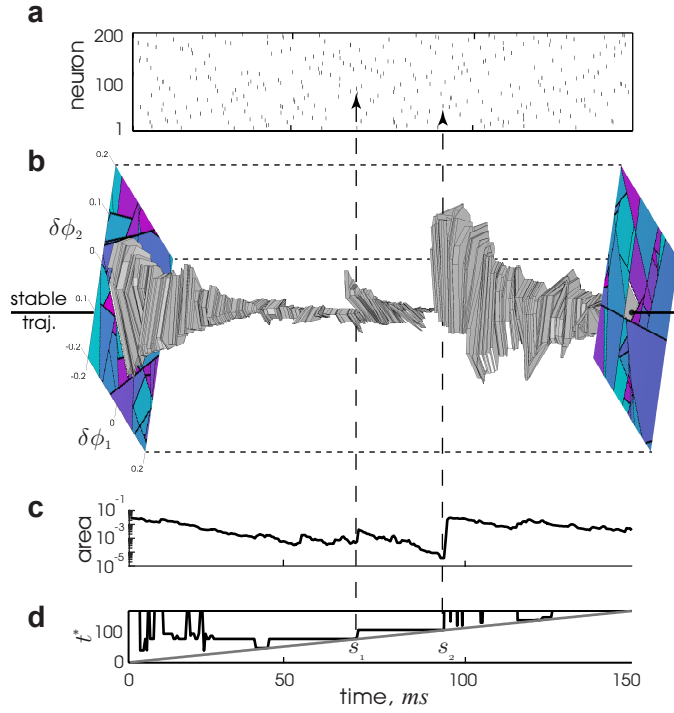 a
200
100
1
neuron
b
0.2
0.1
δϕ₂
0
stable
traj.
0.1
-0.2
-0.2
0
δϕ₁
0.2
c
10⁻¹
10⁻³
10⁻⁵
area
d
100
0
t*
s₁
s₂
0
50
100
150
time, ms